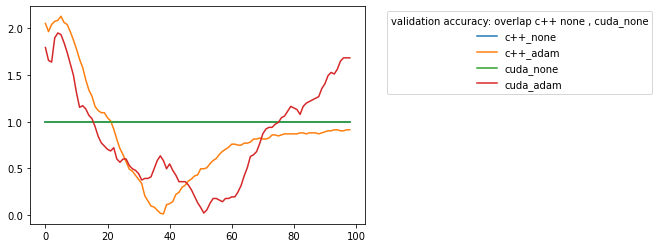 validation accuracy: overlap c++ none , cuda_none
c++_none
c++_adam
cuda_none
cuda_adam
2.0
1.5
1.0
0.5
0.0
0 20 40 60 80 100